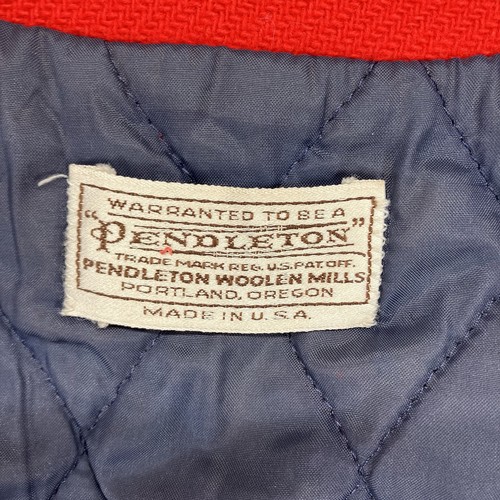 WARRANTED TO BE A
"PENDLETON"
TRADE MARK REG. U.S. PAT. OFF.
PENDLETON WOOLEN MILLS
PORTLAND, OREGON
MADE IN U.S.A.